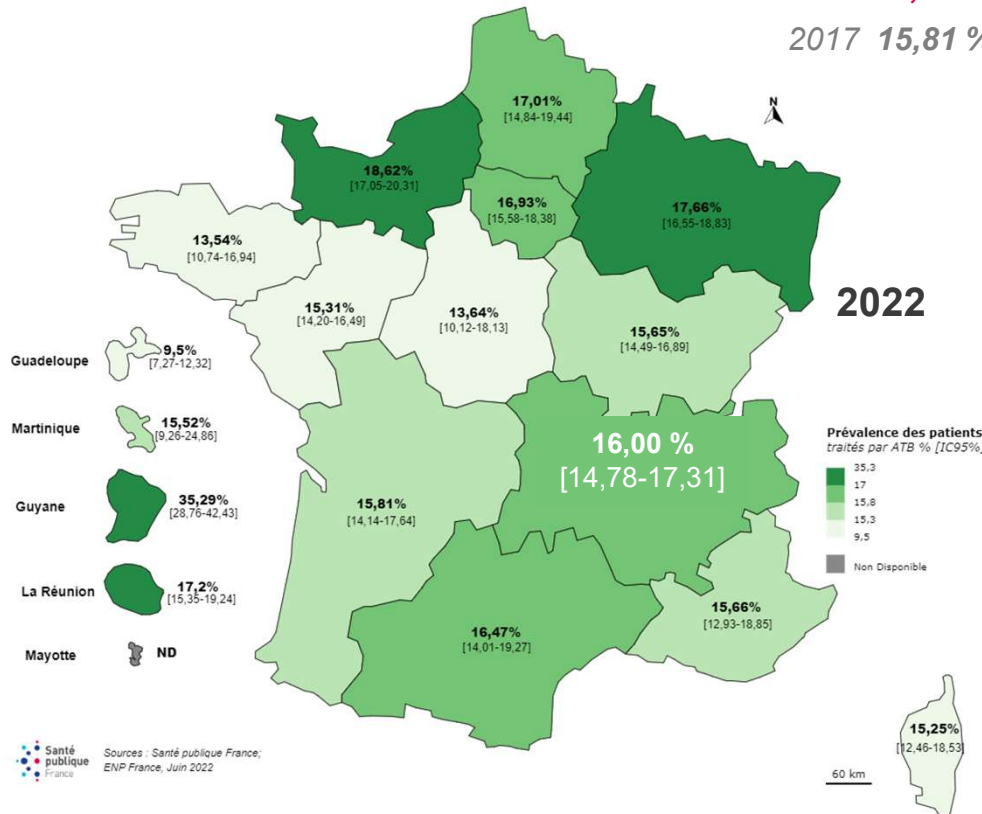 2017 15,81 %
N
17,01%
[14,84-19,44]
18,62%
[17,05-20,31]
16,93%
[15,58-18,38]
17,66%
[16,55-18,83]
13,54%
[10,74-16,94]
15,31%
[14,20-16,49]
13,64%
[10,12-18,13]
15,65%
[14,49-16,89]
2022
Guadeloupe
9,5%
[7,27-12,32]
Martinique
15,52%
[9,26-24,86]
Guyane
35,29%
[28,76-42,43]
La Réunion
17,2%
[15,35-19,24]
Mayotte
ND
16,00 %
[14,78-17,31]
15,81%
[14,14-17,64]
16,47%
[14,01-19,27]
15,66%
[12,93-18,85]
15,25%
[12,46-18,53]
Prévalence des patients
traités par ATB % [IC95%]
35,3
17
15,8
15,3
9,5
Non Disponible
60 km
Santé
publique
France
Sources : Santé publique France;
ENP France, Juin 2022